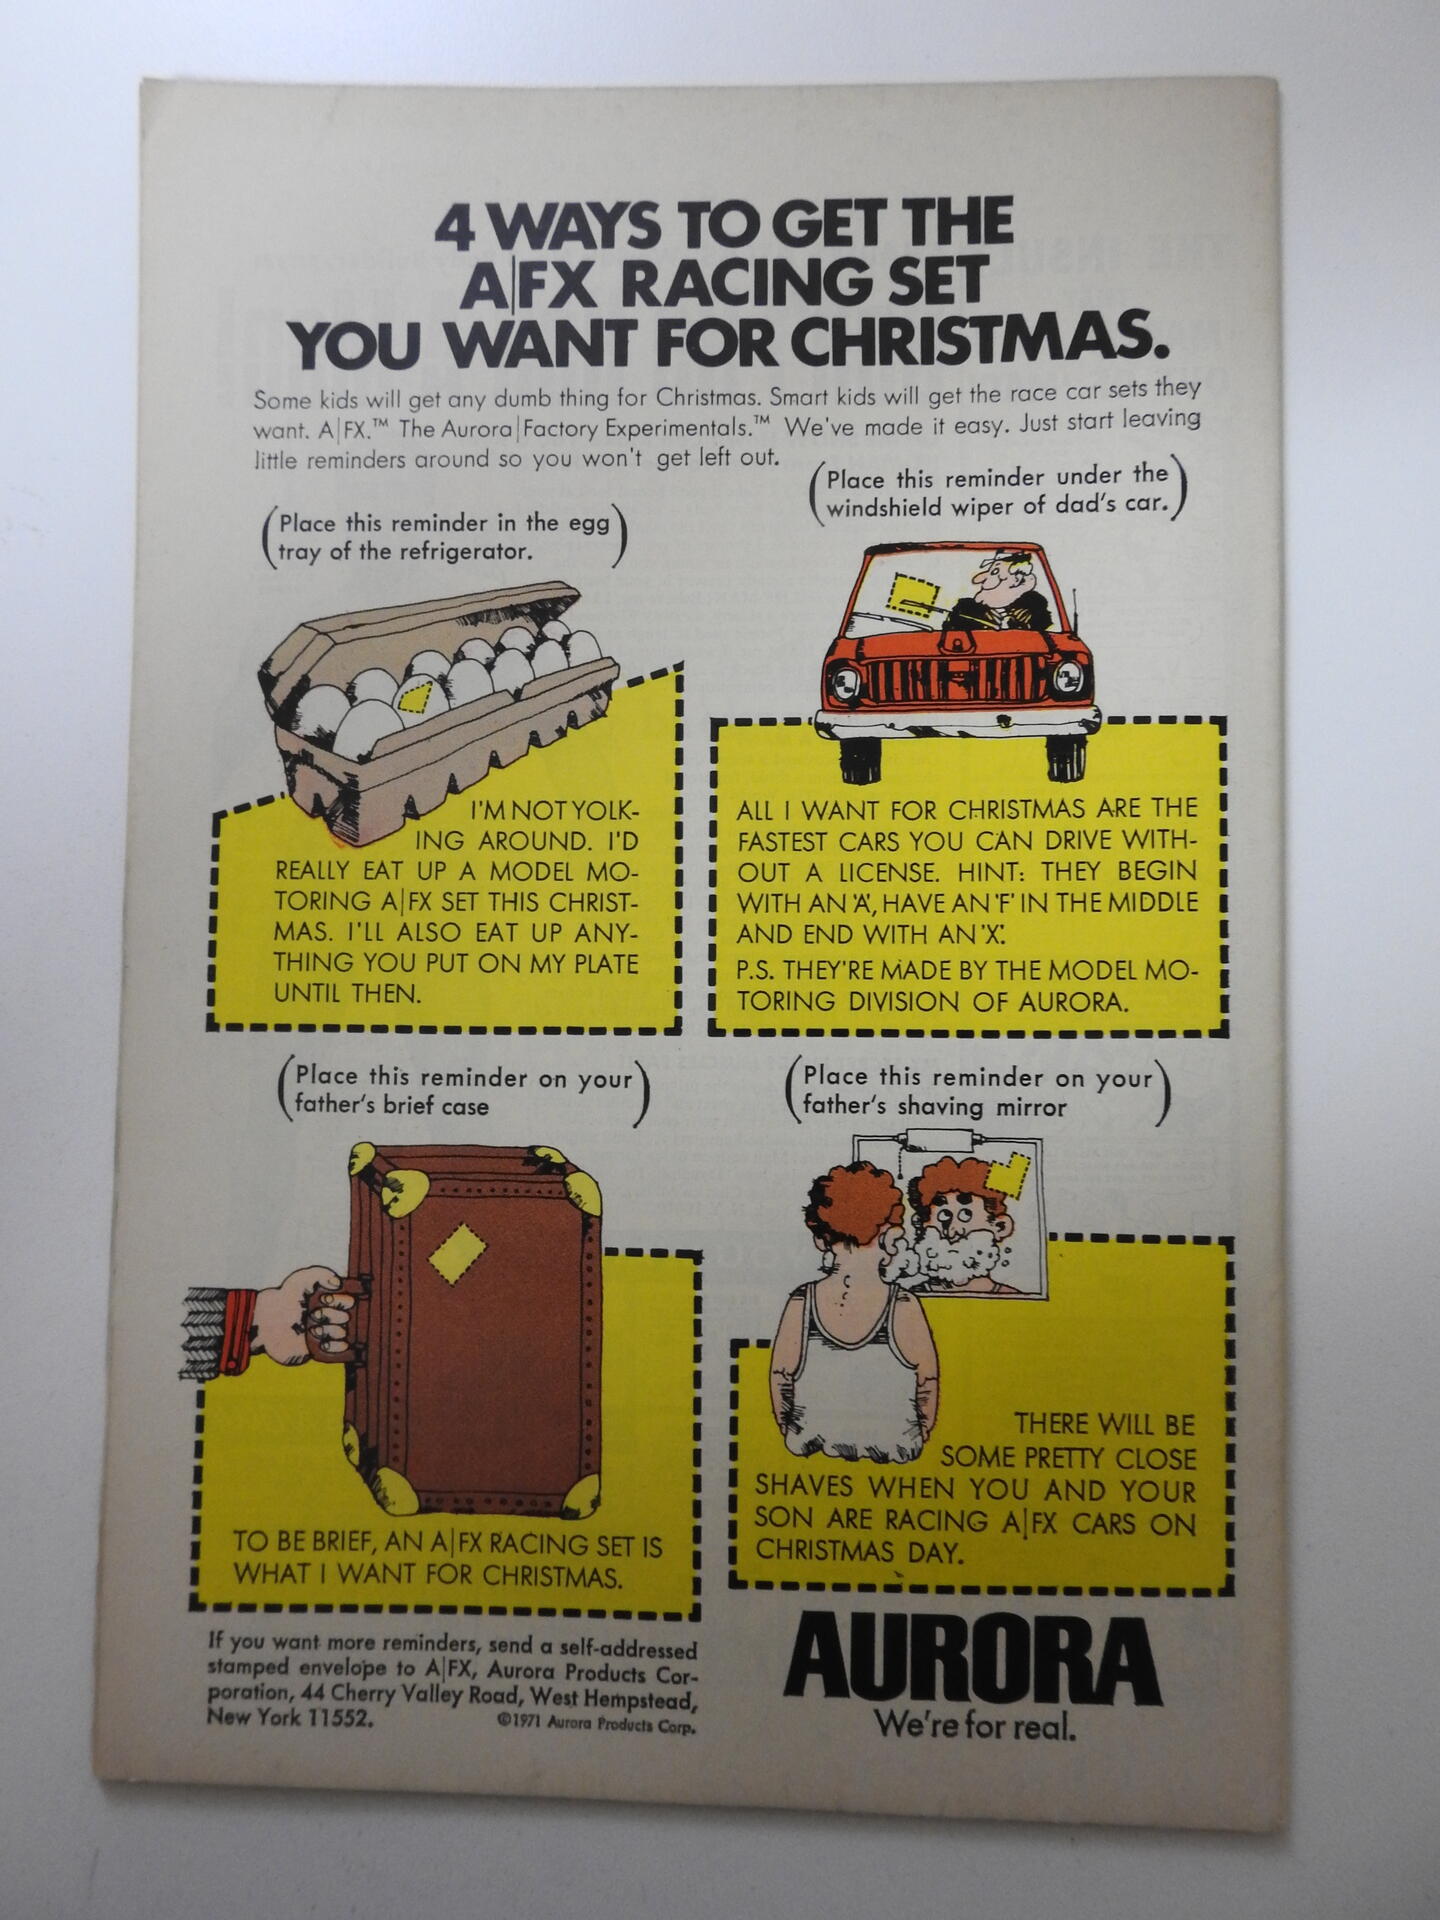 4 WAYS TO GET THE
A|FX RACING SET
YOU WANT FOR CHRISTMAS.
Some kids will get any dumb thing for Christmas. Smart kids will get the race car sets they
want. A|FX.™ The Aurora|Factory Experimentals.™ We've made it easy. Just start leaving
little reminders around so you won't get left out.
(Place this reminder in the egg
tray of the refrigerator.)
I'M NOT YOLK-
ING AROUND. I'D
REALLY EAT UP A MODEL MO-
TORING A|FX SET THIS CHRIST-
MAS. I'LL ALSO EAT UP ANY-
THING YOU PUT ON MY PLATE
UNTIL THEN.
(Place this reminder under the
windshield wiper of dad's car.)
ALL I WANT FOR CHRISTMAS ARE THE
FASTEST CARS YOU CAN DRIVE WITH-
OUT A LICENSE. HINT: THEY BEGIN
WITH AN 'A', HAVE AN 'F' IN THE MIDDLE
AND END WITH AN 'X'.
P.S. THEY'RE MADE BY THE MODEL MO-
TORING DIVISION OF AURORA.
(Place this reminder on your
father's brief case)
TO BE BRIEF, AN A|FX RACING SET IS
WHAT I WANT FOR CHRISTMAS.
(Place this reminder on your
father's shaving mirror)
THERE WILL BE
SOME PRETTY CLOSE
SHAVES WHEN YOU AND YOUR
SON ARE RACING A|FX CARS ON
CHRISTMAS DAY.
If you want more reminders, send a self-addressed
stamped envelope to A|FX, Aurora Products Cor-
poration, 44 Cherry Valley Road, West Hempstead,
New York 11552. ©1971 Aurora Products Corp.
AURORA
We're for real.